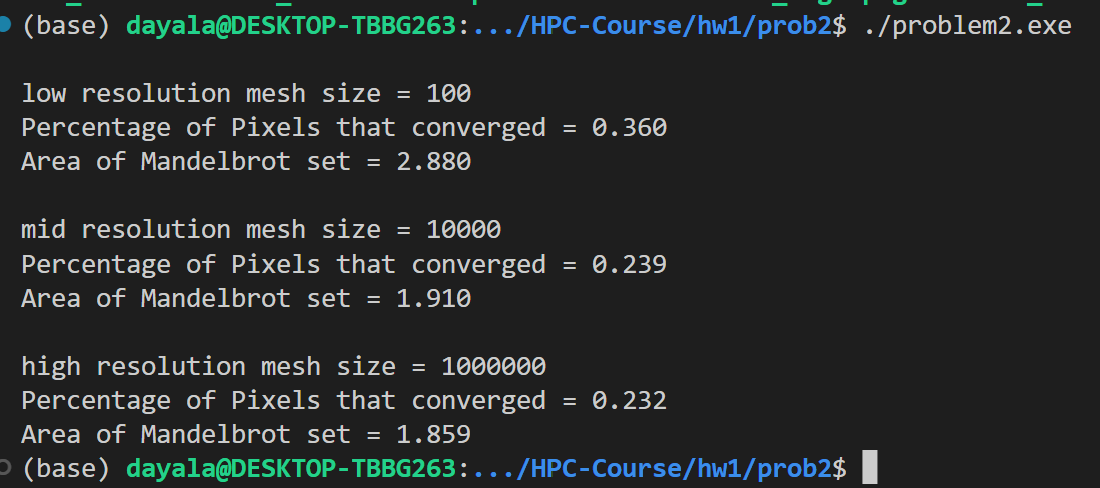 (base) dayala@DESKTOP-TBBG263:.../HPC-Course/hw1/prob2$ ./problem2.exe
low resolution mesh size = 100
Percentage of Pixels that converged = 0.360
Area of Mandelbrot set = 2.880
mid resolution mesh size = 10000
Percentage of Pixels that converged = 0.239
Area of Mandelbrot set = 1.910
high resolution mesh size = 1000000
Percentage of Pixels that converged = 0.232
Area of Mandelbrot set = 1.859
(base) dayala@DESKTOP-TBBG263:.../HPC-Course/hw1/prob2$